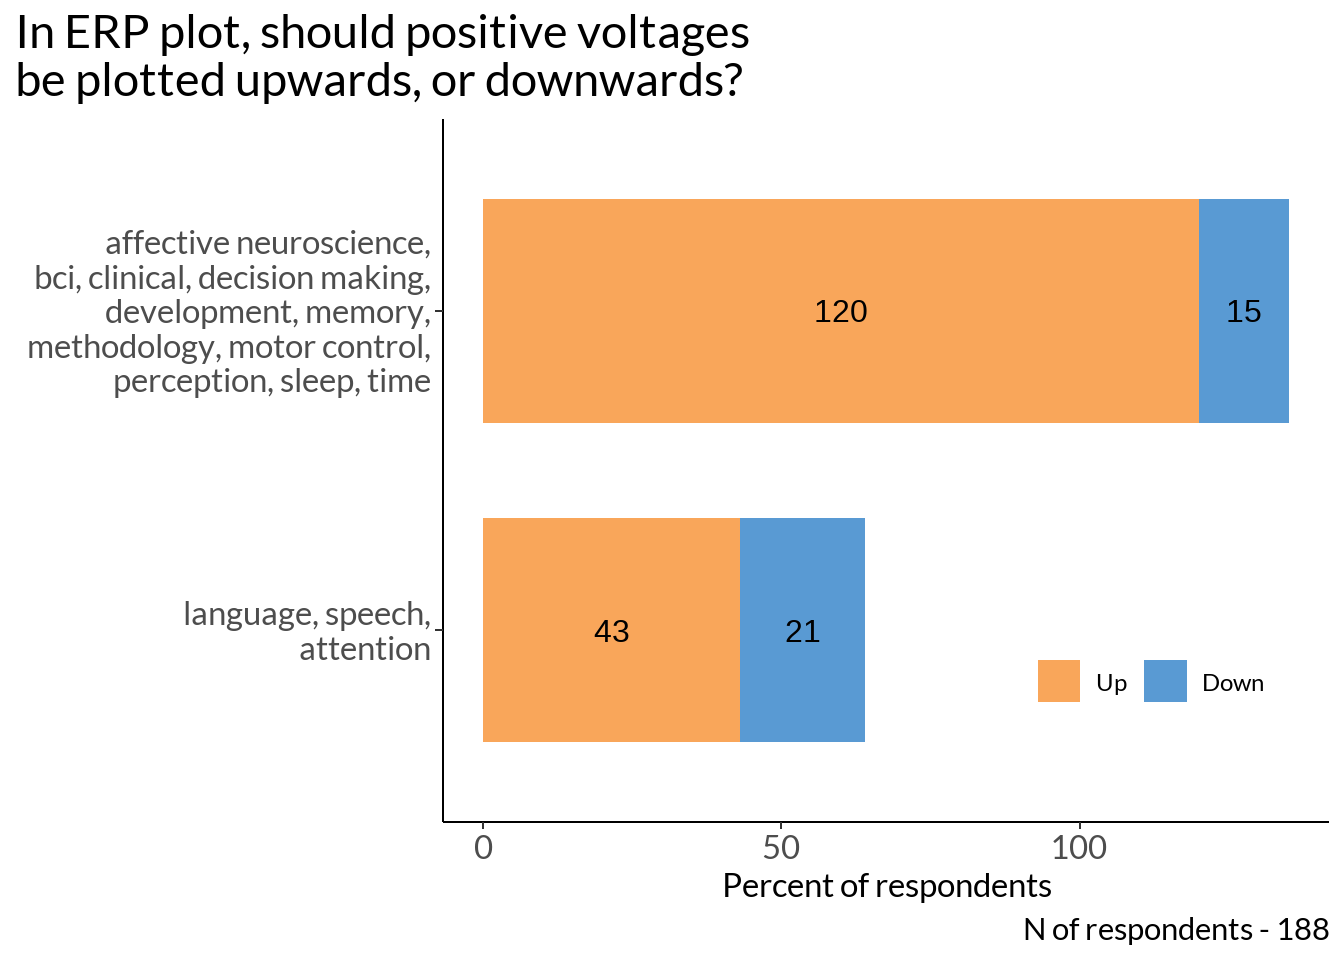 In ERP plot, should positive voltages
be plotted upwards, or downwards?
affective neuroscience,
bci, clinical, decision making,
development, memory,
methodology, motor control,
perception, sleep, time
120
15
language, speech,
attention
43
21
Up
Down
0
50
100
Percent of respondents
N of respondents - 188